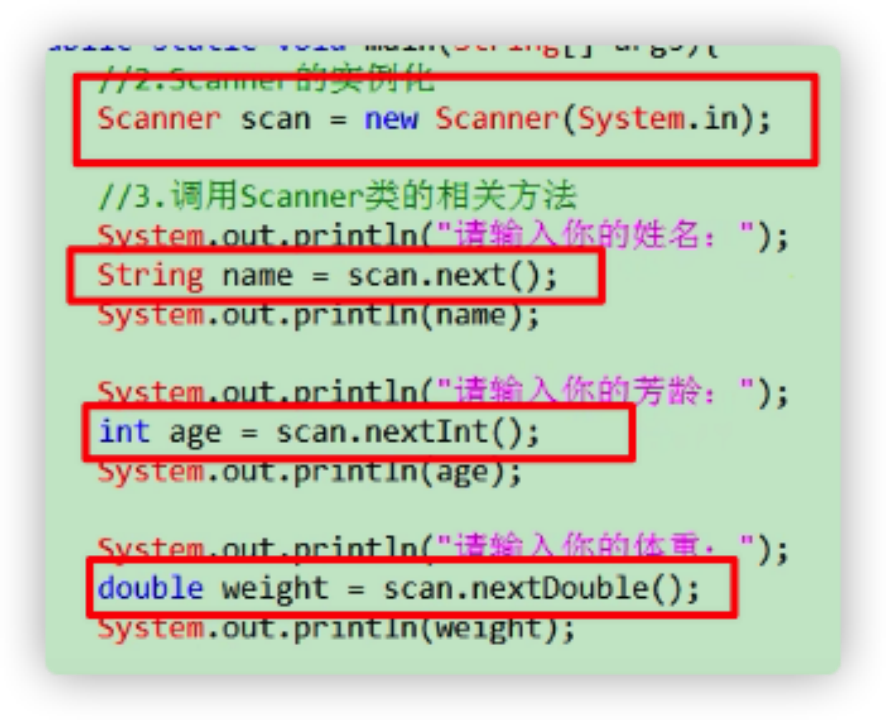 public static void main(String[] args){
//2.Scanner的实例化
Scanner scan = new Scanner(System.in);
//3.调用Scanner类的相关方法
System.out.println("请输入你的姓名：");
String name = scan.next();
System.out.println(name);
System.out.println("请输入你的芳龄：");
int age = scan.nextInt();
System.out.println(age);
System.out.println("请输入你的体重：");
double weight = scan.nextDouble();
System.out.println(weight);